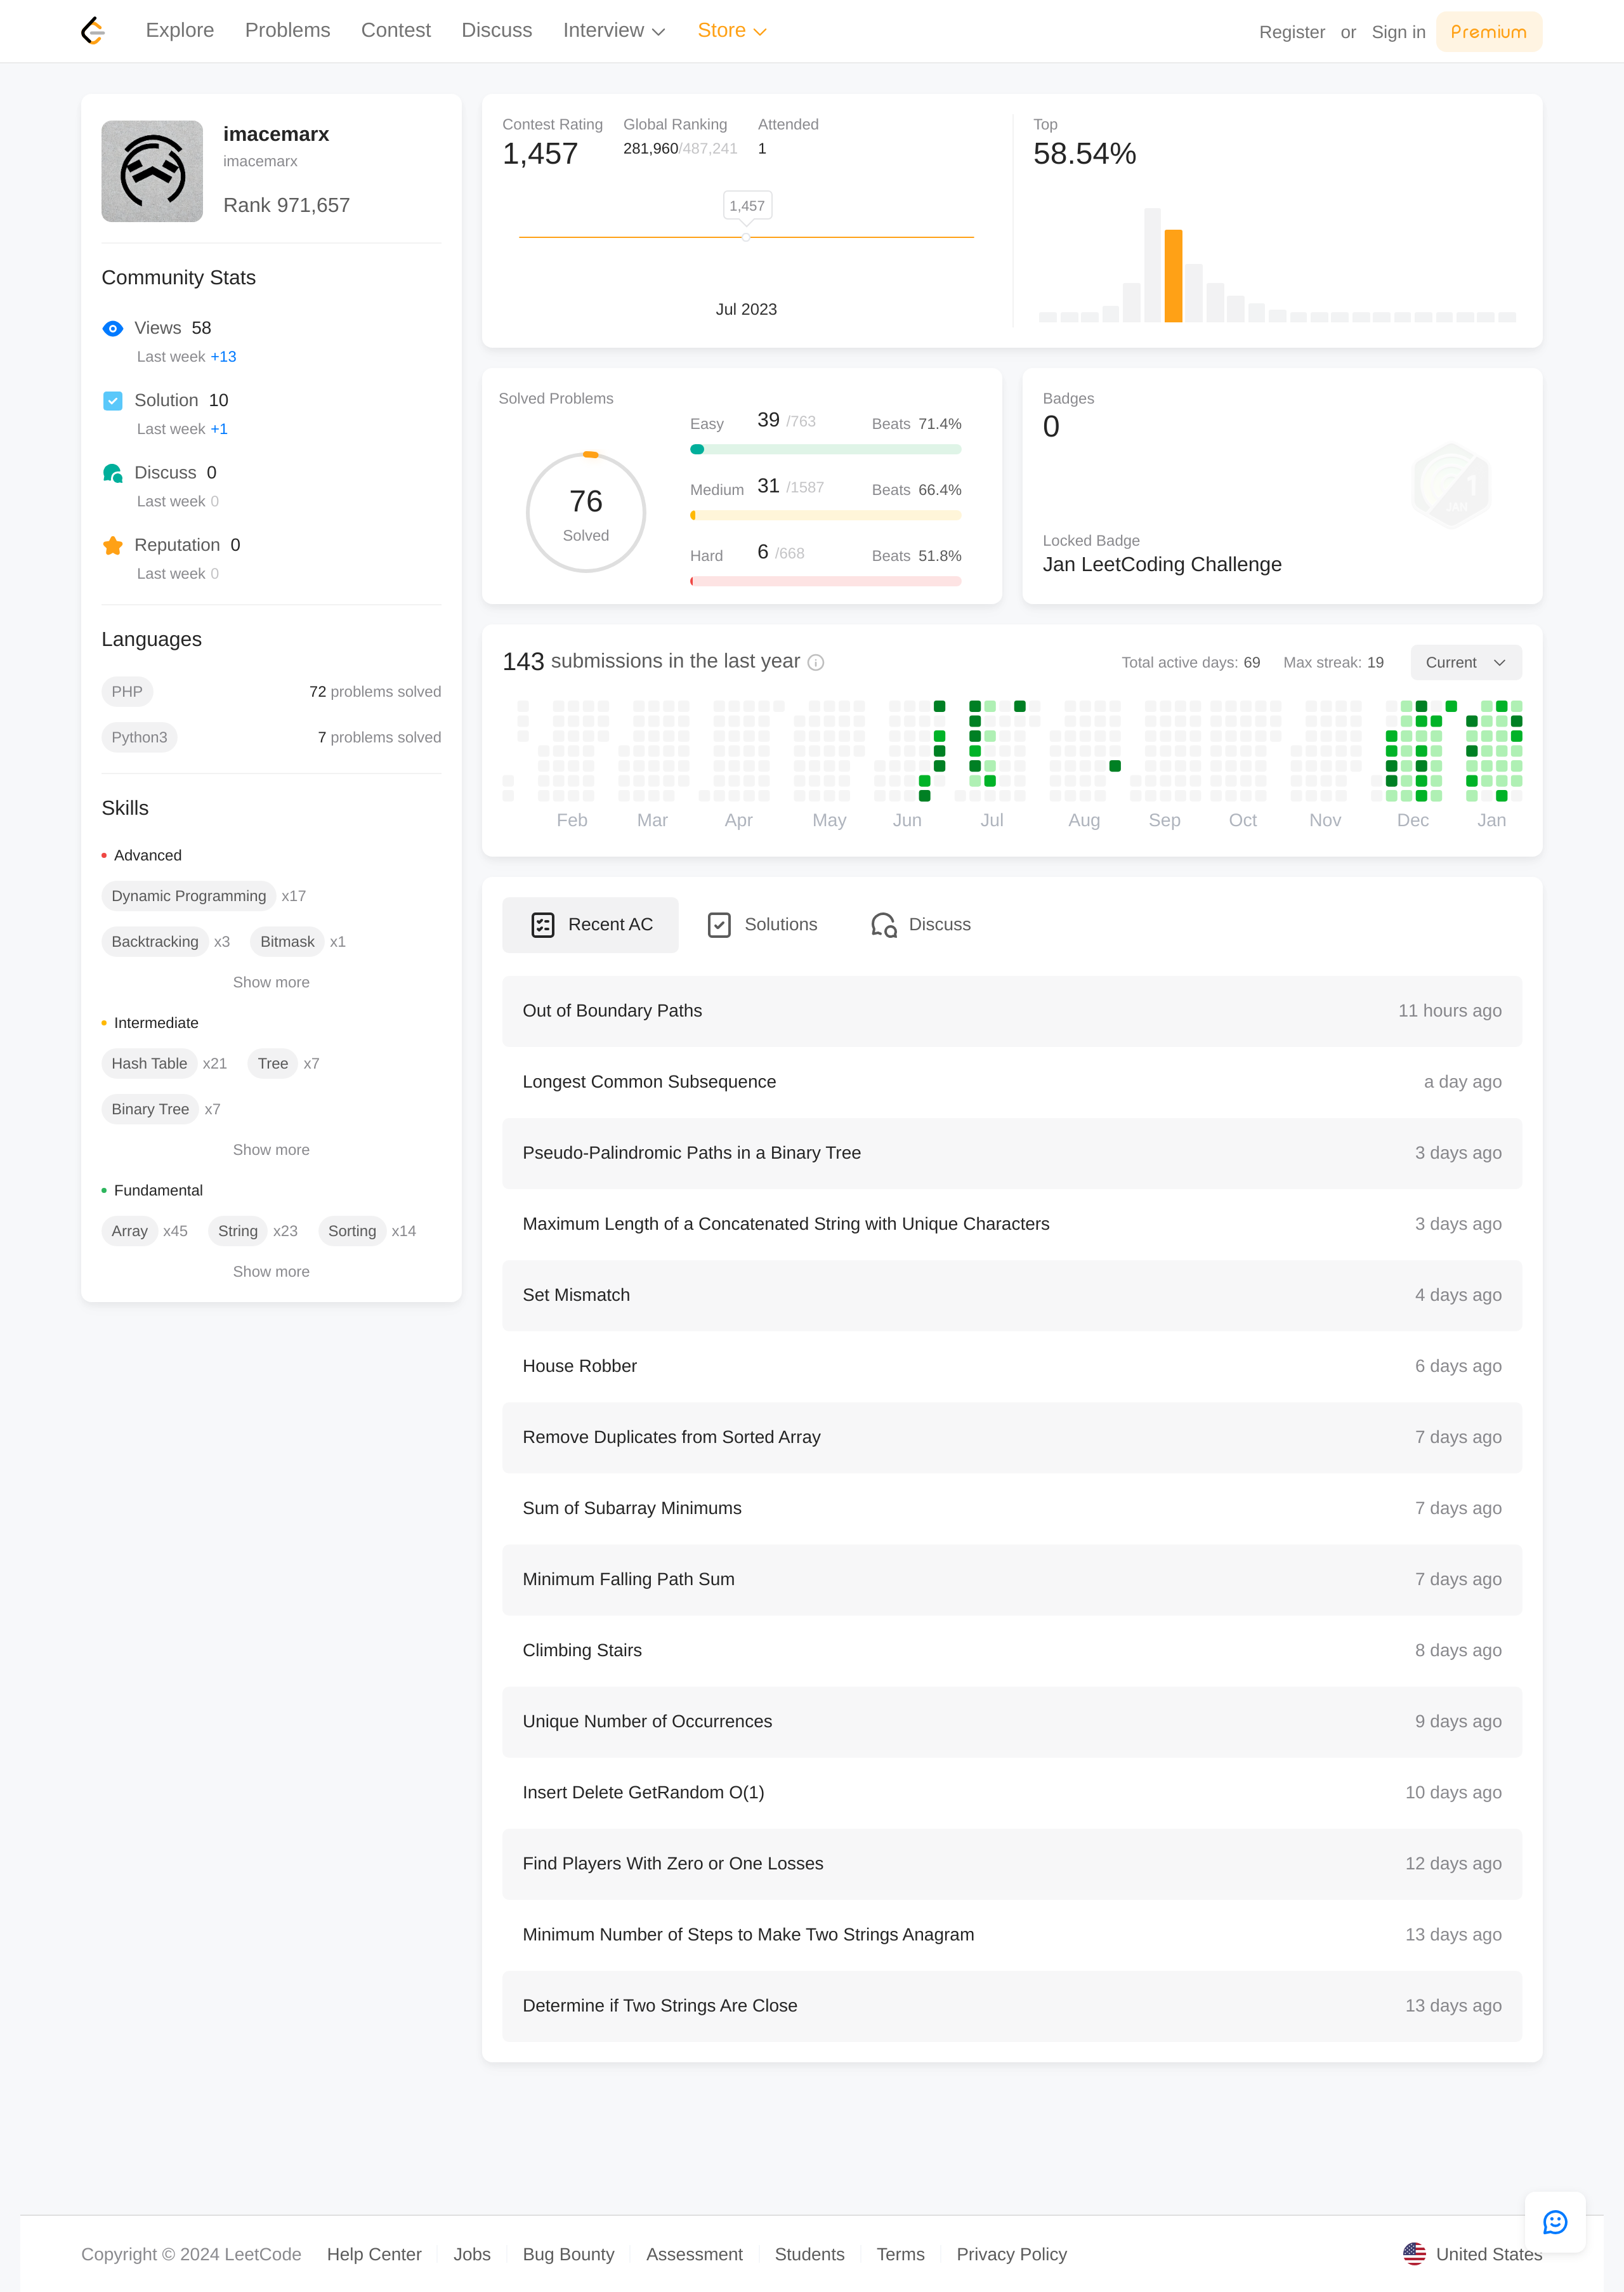 Explore Problems Contest Discuss Interview Store Register or Sign in Premium
imacemarx
imacemarx
Rank 971,657
Community Stats
Views 58
Last week +13
Solution 10
Last week +1
Discuss 0
Last week 0
Reputation 0
Last week 0
Languages
PHP 72 problems solved
Python3 7 problems solved
Skills
Advanced
Dynamic Programming x17
Backtracking x3 Bitmask x1
Show more
Intermediate
Hash Table x21 Tree x7
Binary Tree x7
Show more
Fundamental
Array x45 String x23 Sorting x14
Show more
Contest Rating Global Ranking Attended
1,457 281,960/487,241 1
1,457
Jul 2023
Top
58.54%
Solved Problems
76
Solved
Easy 39 /763 Beats 71.4%
Medium 31 /1587 Beats 66.4%
Hard 6 /668 Beats 51.8%
Badges
0
1
JAN
Locked Badge
Jan LeetCoding Challenge
143 submissions in the last year Total active days: 69 Max streak: 19 Current
Feb Mar Apr May Jun Jul Aug Sep Oct Nov Dec Jan
Recent AC Solutions Discuss
Out of Boundary Paths 11 hours ago
Longest Common Subsequence a day ago
Pseudo-Palindromic Paths in a Binary Tree 3 days ago
Maximum Length of a Concatenated String with Unique Characters 3 days ago
Set Mismatch 4 days ago
House Robber 6 days ago
Remove Duplicates from Sorted Array 7 days ago
Sum of Subarray Minimums 7 days ago
Minimum Falling Path Sum 7 days ago
Climbing Stairs 8 days ago
Unique Number of Occurrences 9 days ago
Insert Delete GetRandom O(1) 10 days ago
Find Players With Zero or One Losses 12 days ago
Minimum Number of Steps to Make Two Strings Anagram 13 days ago
Determine if Two Strings Are Close 13 days ago
Copyright © 2024 LeetCode Help Center Jobs Bug Bounty Assessment Students Terms Privacy Policy United States